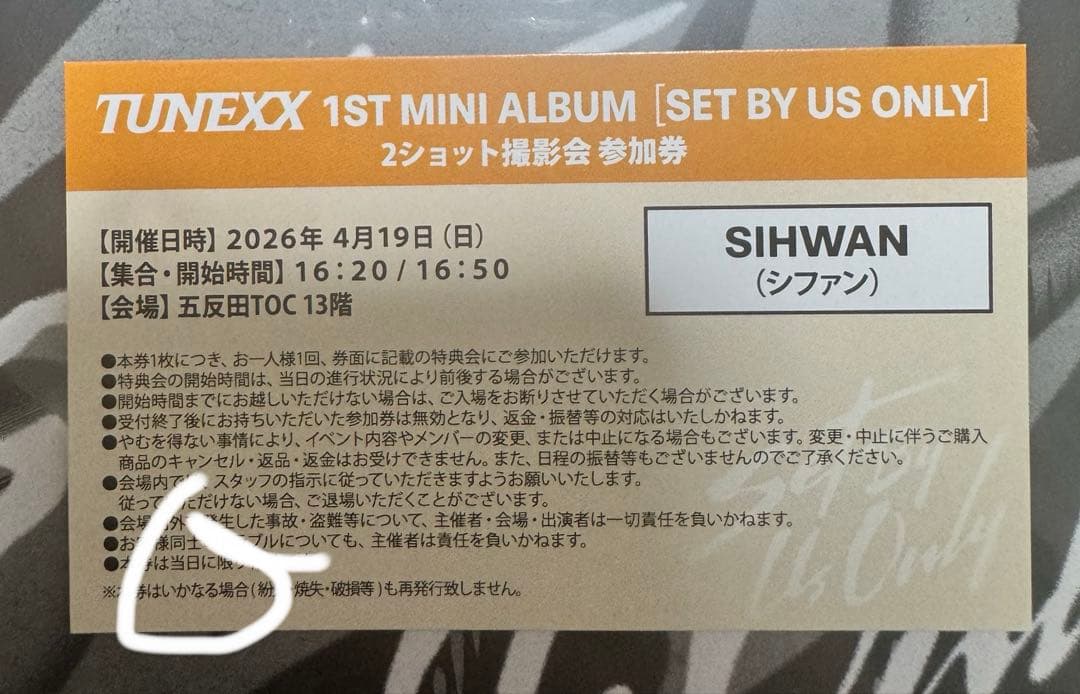 TUNEXX 1ST MINI ALBUM [SET BY US ONLY]
2ショット撮影会 参加券
【開催日時】2026年 4月19日(日)
【集合・開始時間】16:20 / 16:50
【会場】五反田TOC 13階
SIHWAN
(シファン)
●本券1枚につき、お一人様1回、券面に記載の特典会にご参加いただけます。
●特典会の開始時間は、当日の進行状況により前後する場合がございます。
●開始時間までにお越しいただけない場合は、ご入場をお断りさせていただく場合がございます。
●受付終了後にお持ちいただいた参加券は無効となり、返金・振替等の対応はいたしかねます。
●やむを得ない事情により、イベント内容やメンバーの変更、または中止になる場合もございます。変更・中止に伴うご購入
商品のキャンセル・返品・返金はお受けできません。また、日程の振替等もございませんのでご了承ください。
●会場内で スタッフの指示に従っていただきますようお願いいたします。
従って ただけない場合、ご退場いただくことがございます。
●会場 外 発生した事故・盗難等について、主催者・会場・出演者は一切責任を負いかねます。
●お 様同士 ブルについても、主催者は責任を負いかねます。
●本券は当日に限り
※本券はいかなる場合(紛 ・焼失・破損等)も再発行致しません。
Set by
Us Only